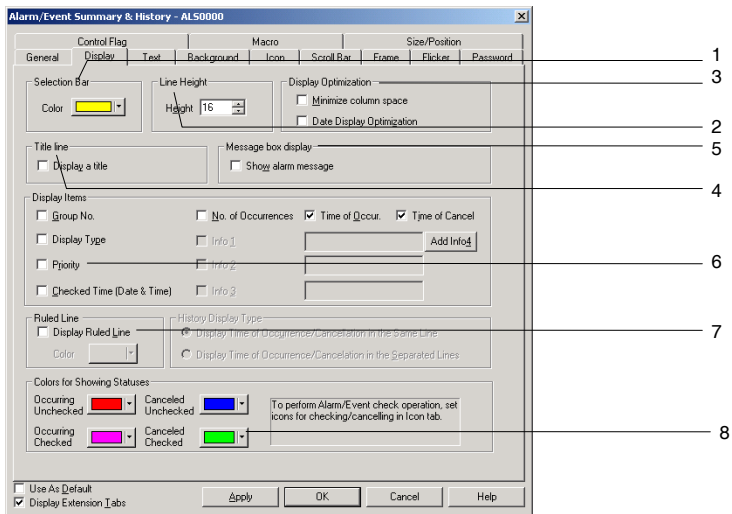 Alarm/Event Summary & History - ALS0000
Control Flag Macro Size/Position
General Display Text Background Icon Scroll Bar Frame Flicker Password
1
Selection Bar Line Height Display Optimization
3
Color Height 16 Minimize column space
Date Display Optimization
2
Title line Message box display
5
Display a title Show alarm message
4
Display Items
Group No. No. of Occurrences Time of Occur. Time of Cancel
Display Type Info 1 Add Info4
Priority Info 2
6
Checked Time (Date & Time) Info 3
Ruled Line History Display Type
Display Ruled Line Display Time of Occurrence/Cancellation in the Same Line
7
Color Display Time of Occurrence/Cancelation in the Separated Lines
Colors for Showing Statuses
Occurring Unchecked Canceled Unchecked To perform Alarm/Event check operation, set
icons for checking/cancelling in Icon tab.
Occurring Checked Canceled Checked
8
Use As Default
Display Extension Tabs
Apply OK Cancel Help